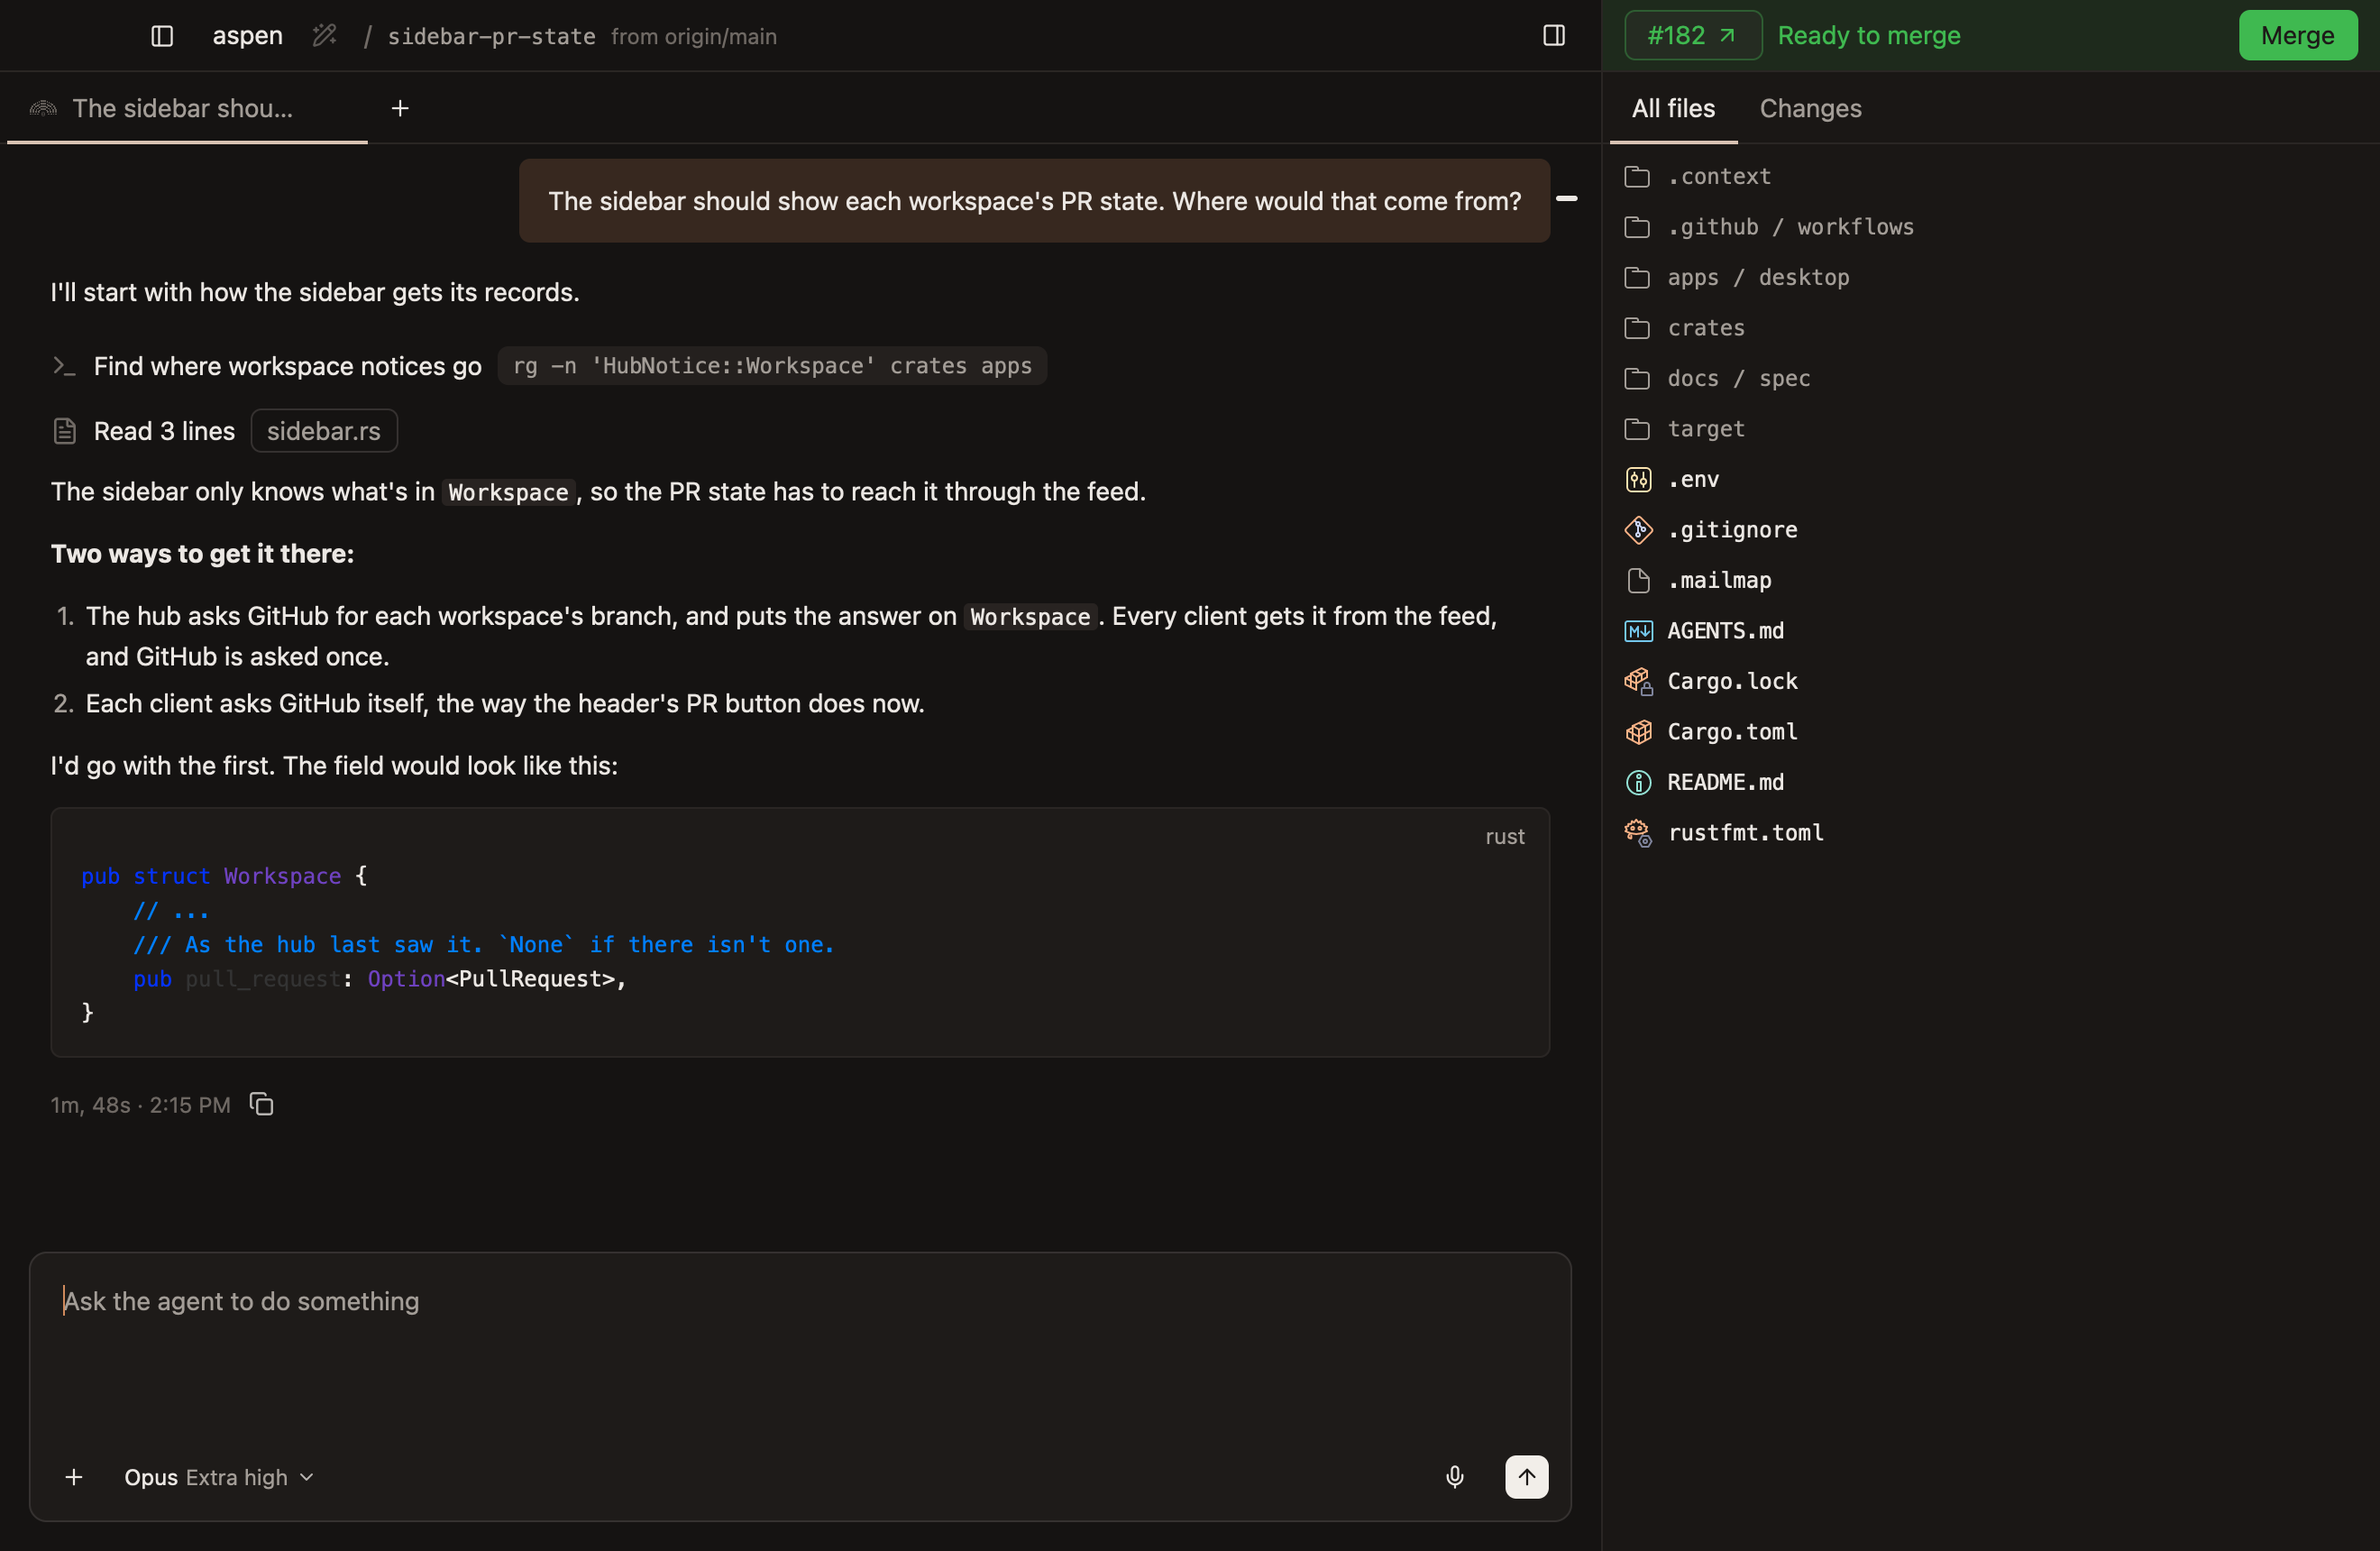 aspen / sidebar-pr-state from origin/main
#182 Ready to merge Merge
The sidebar shou...
All files Changes
The sidebar should show each workspace's PR state. Where would that come from?
I'll start with how the sidebar gets its records.
Find where workspace notices go rg -n 'HubNotice::Workspace' crates apps
Read 3 lines sidebar.rs
The sidebar only knows what's in Workspace, so the PR state has to reach it through the feed.
Two ways to get it there:
1. The hub asks GitHub for each workspace's branch, and puts the answer on Workspace. Every client gets it from the feed,
and GitHub is asked once.
2. Each client asks GitHub itself, the way the header's PR button does now.
I'd go with the first. The field would look like this:
rust
pub struct Workspace {
// ...
/// As the hub last saw it. `None` if there isn't one.
pub pull_request: Option<PullRequest>,
}
1m, 48s · 2:15 PM
Ask the agent to do something
Opus Extra high
.context
.github / workflows
apps / desktop
crates
docs / spec
target
.env
.gitignore
.mailmap
AGENTS.md
Cargo.lock
Cargo.toml
README.md
rustfmt.toml